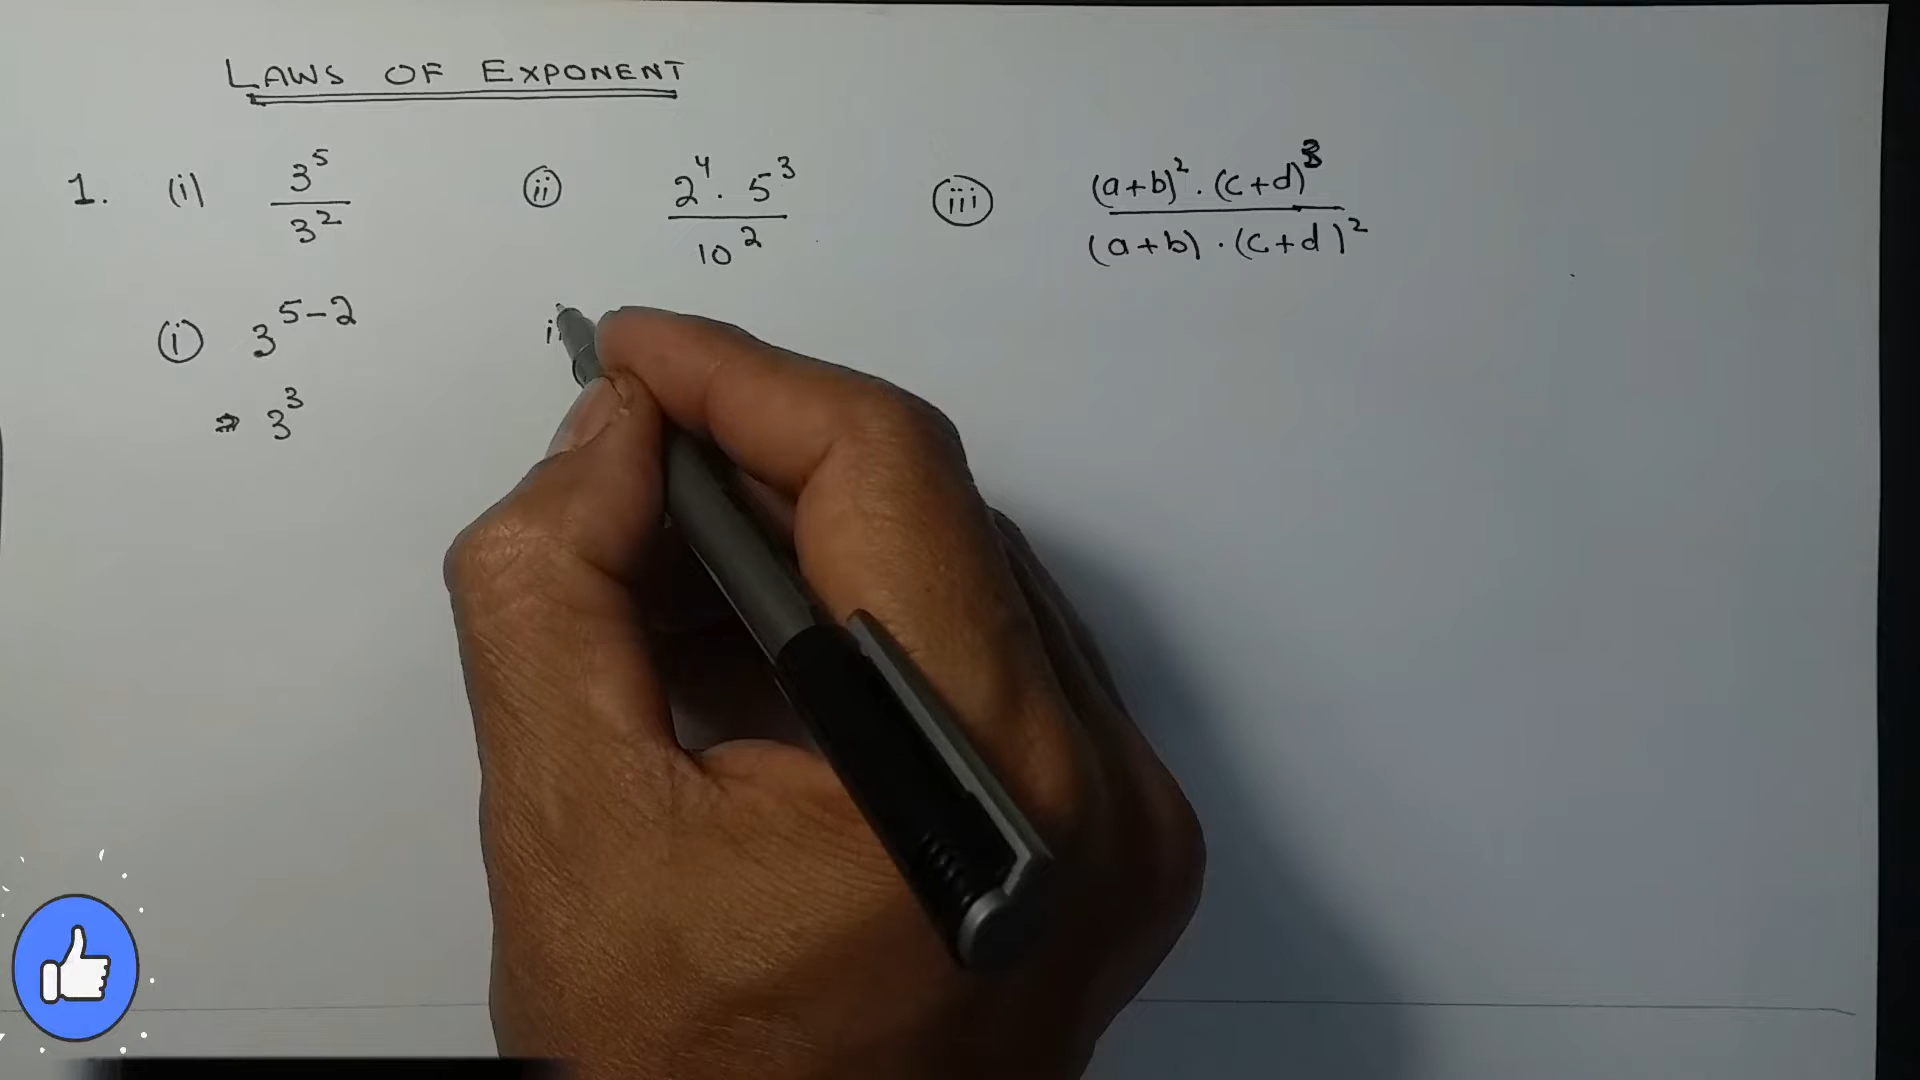 LAWS OF EXPONENT
1. (i) 3^5 / 3^2 (ii) 2^4 · 5^3 / 10^2 (iii) (a+b)^2 · (c+d)^3 / (a+b) · (c+d)^2
(i) 3^{5-2} ii
⇒ 3^3